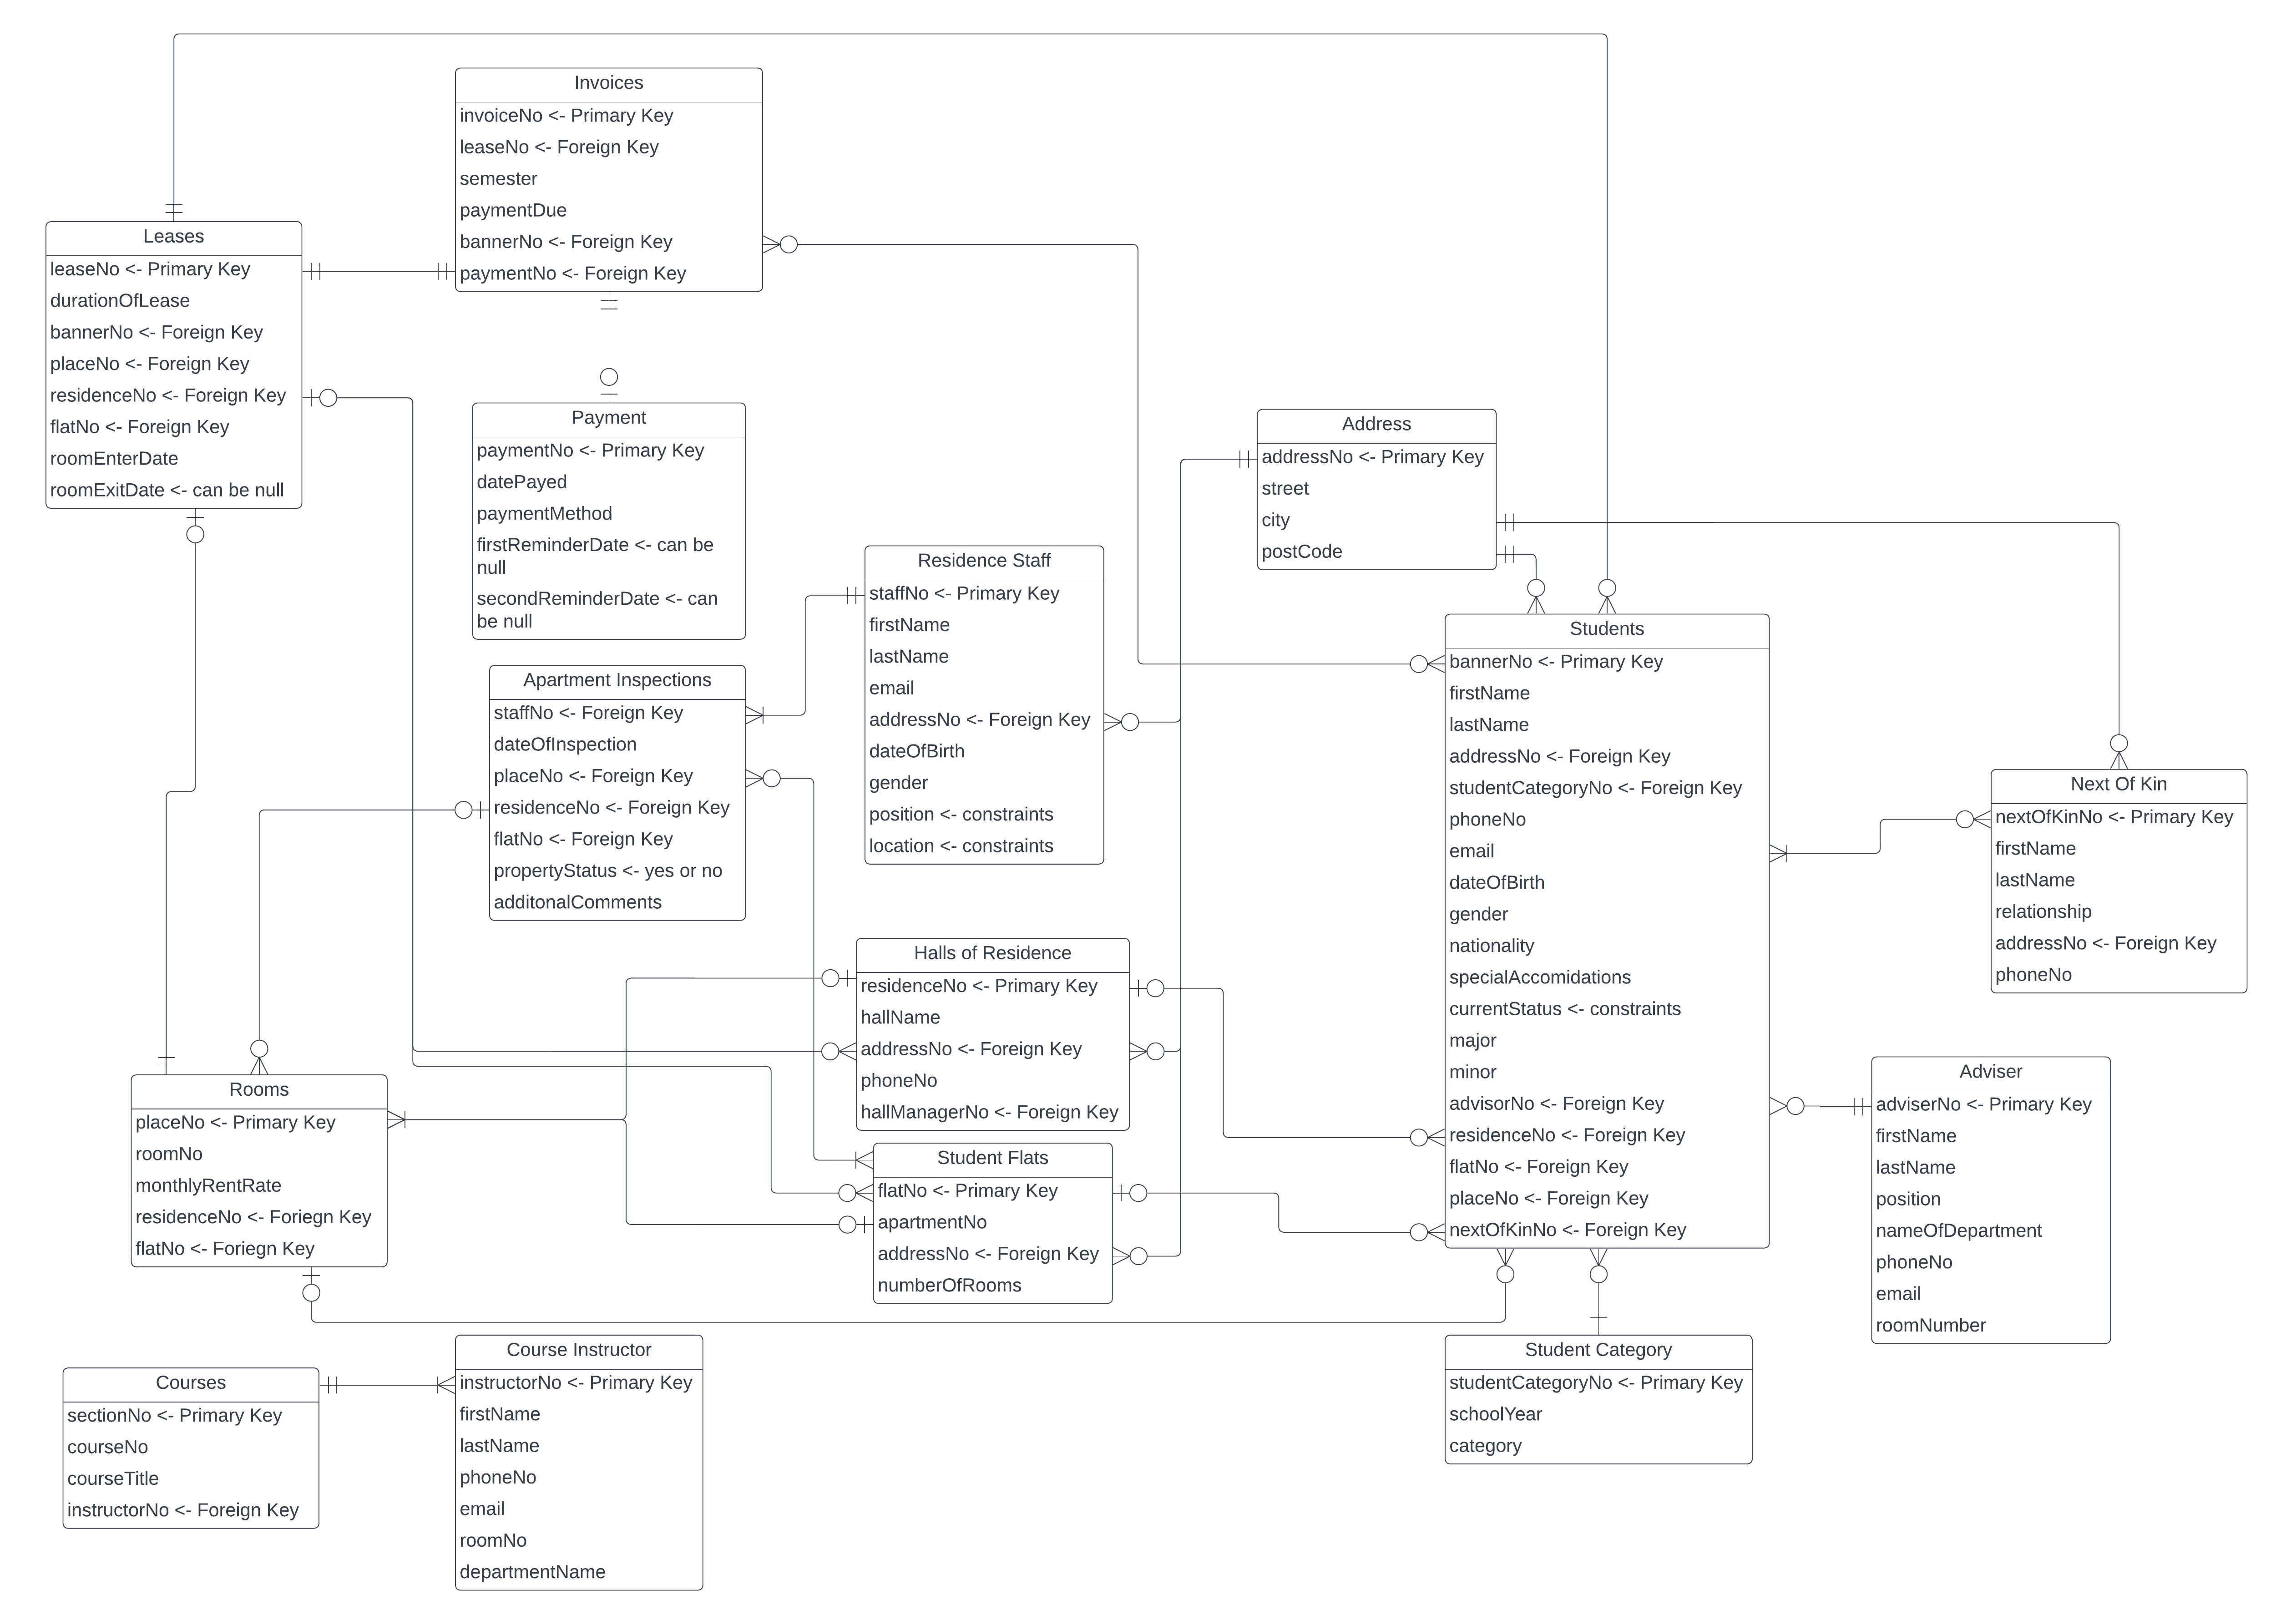 Invoices
invoiceNo <- Primary Key
leaseNo <- Foreign Key
semester
paymentDue
bannerNo <- Foreign Key
paymentNo <- Foreign Key
Leases
leaseNo <- Primary Key
durationOfLease
bannerNo <- Foreign Key
placeNo <- Foreign Key
residenceNo <- Foreign Key
flatNo <- Foreign Key
roomEnterDate
roomExitDate <- can be null
Payment
paymentNo <- Primary Key
datePayed
paymentMethod
firstReminderDate <- can be
null
secondReminderDate <- can
be null
Address
addressNo <- Primary Key
street
city
postCode
Residence Staff
staffNo <- Primary Key
firstName
lastName
email
addressNo <- Foreign Key
dateOfBirth
gender
position <- constraints
location <- constraints
Students
bannerNo <- Primary Key
firstName
lastName
addressNo <- Foreign Key
studentCategoryNo <- Foreign Key
phoneNo
email
dateOfBirth
gender
nationality
specialAccomidations
currentStatus <- constraints
major
minor
advisorNo <- Foreign Key
residenceNo <- Foreign Key
flatNo <- Foreign Key
placeNo <- Foreign Key
nextOfKinNo <- Foreign Key
Apartment Inspections
staffNo <- Foreign Key
dateOfInspection
placeNo <- Foreign Key
residenceNo <- Foreign Key
flatNo <- Foreign Key
propertyStatus <- yes or no
additonalComments
Next Of Kin
nextOfKinNo <- Primary Key
firstName
lastName
relationship
addressNo <- Foreign Key
phoneNo
Halls of Residence
residenceNo <- Primary Key
hallName
addressNo <- Foreign Key
phoneNo
hallManagerNo <- Foreign Key
Adviser
adviserNo <- Primary Key
firstName
lastName
position
nameOfDepartment
phoneNo
email
roomNumber
Rooms
placeNo <- Primary Key
roomNo
monthlyRentRate
residenceNo <- Foriegn Key
flatNo <- Foriegn Key
Student Flats
flatNo <- Primary Key
apartmentNo
addressNo <- Foreign Key
numberOfRooms
Course Instructor
instructorNo <- Primary Key
firstName
lastName
phoneNo
email
roomNo
departmentName
Student Category
studentCategoryNo <- Primary Key
schoolYear
category
Courses
sectionNo <- Primary Key
courseNo
courseTitle
instructorNo <- Foreign Key